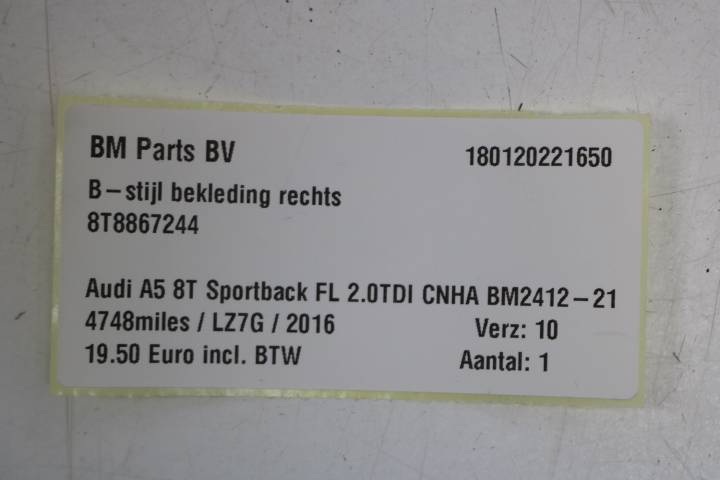 BM Parts BV 180120221650
B-stijl bekleding rechts
8T8867244
Audi A5 8T Sportback FL 2.0TDI CNHA BM2412-21
4748miles / LZ7G / 2016 Verz: 10
19.50 Euro incl. BTW Aantal: 1